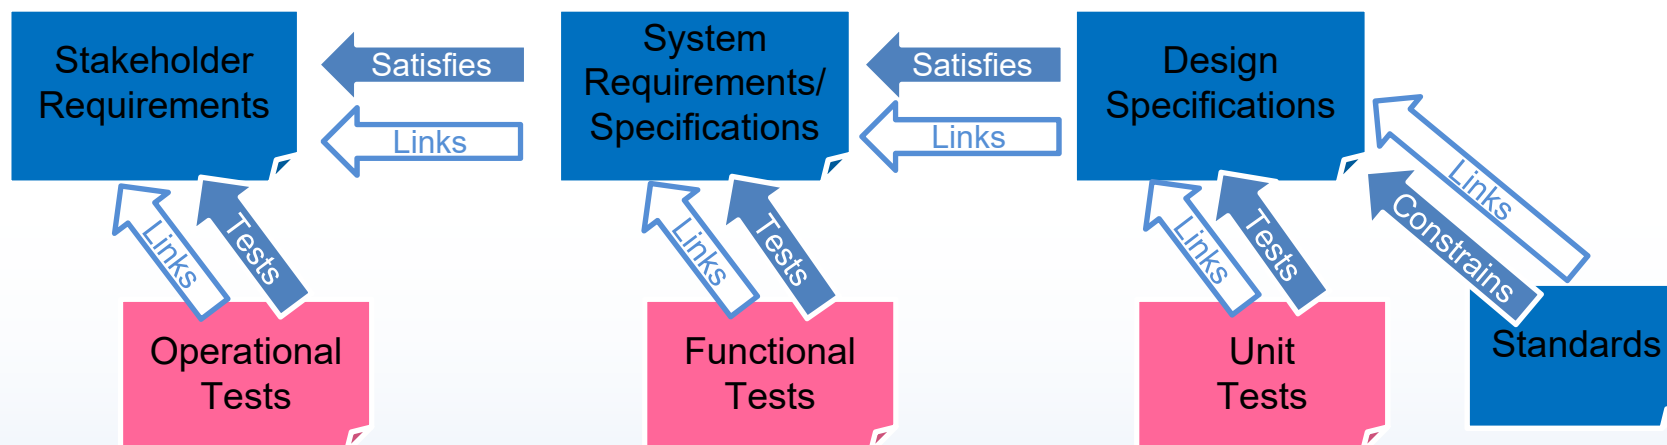 Stakeholder
Requirements
Satisfies
Links
System
Requirements/
Specifications
Satisfies
Links
Design
Specifications
Links
Constrains
Links
Tests
Links
Tests
Links
Tests
Operational
Tests
Functional
Tests
Unit
Tests
Standards